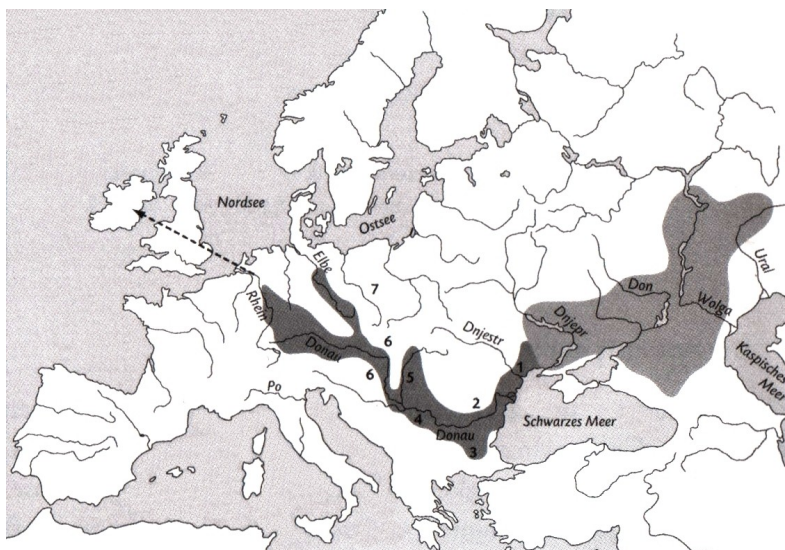 Nordsee
Ostsee
Elbe
Rhein
7
Ural
Don
Wolga
Dnjepr
Dnjestr
Donau
6
6
5
1
Kaspisches
Meer
Po
2
4
Donau
Schwarzes Meer
3